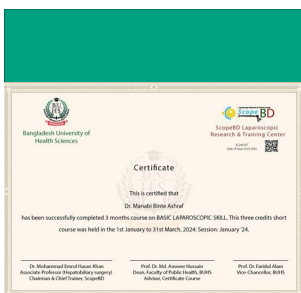 Bangladesh University of
Health Sciences
Scope BD
ScopeBD Laparoscopic
Research & Training Center
Certificate
This is certified that
Dr. Manabi Binte Ashraf
has been successfully completed 3 months course on BASIC LAPAROSCOPIC SKILL. This three credits short
course was held in the 1st January to 31st March, 2024: Session: January '24.
Dr. Mohammad Emrul Hasan Khan
Associate Professor (Hepatobiliary surgery)
Chairman & Chief Trainer, ScopeBD
Prof. Dr. Md. Anower Hussain
Dean, Faculty of Public Health, BUHS
Advisor, Certificate Course
Prof. Dr. Faridul Alam
Vice-Chancellor, BUHS